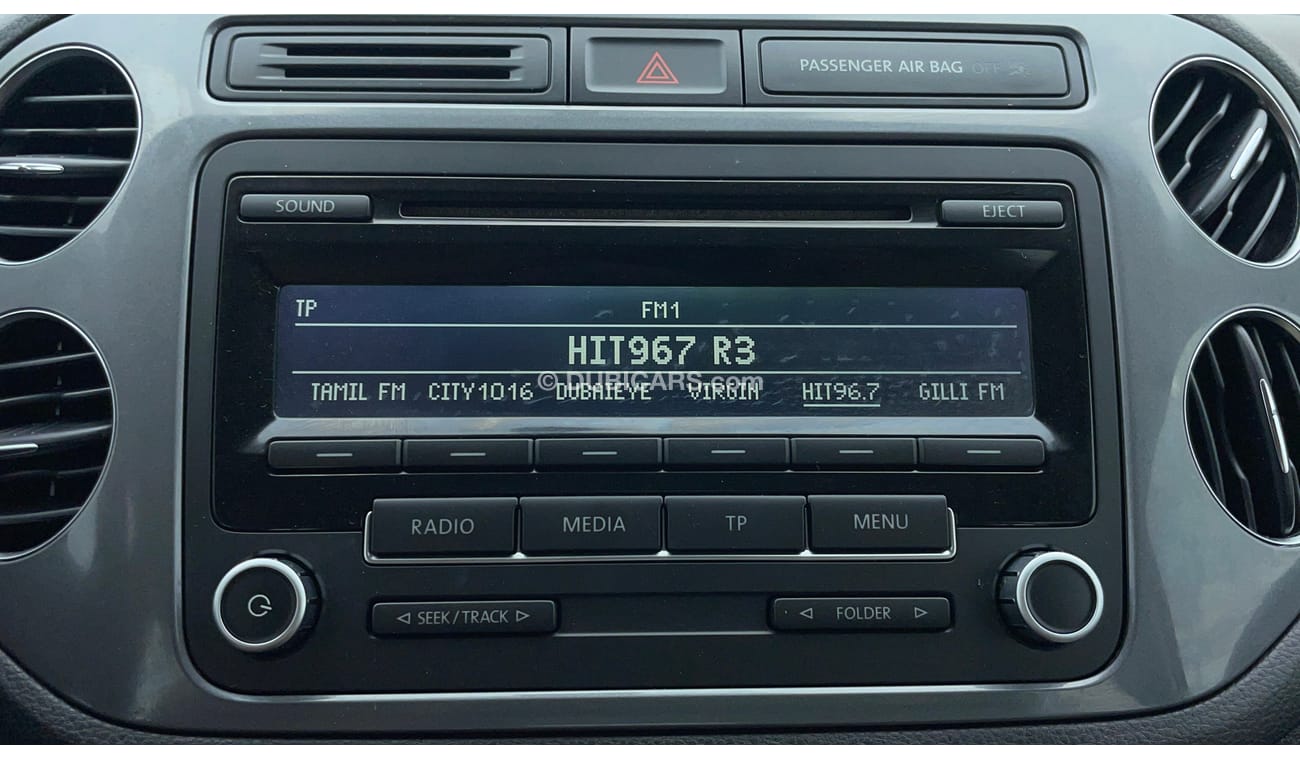 PASSENGER AIR BAG OFF
SOUND
EJECT
TP FM1
HIT967 R3
TAMIL FM CITY1016 DUBAIEYE VIRGIN HIT96.7 GILLI FM
© DUBICARS.com
RADIO MEDIA TP MENU
SEEK/TRACK
FOLDER